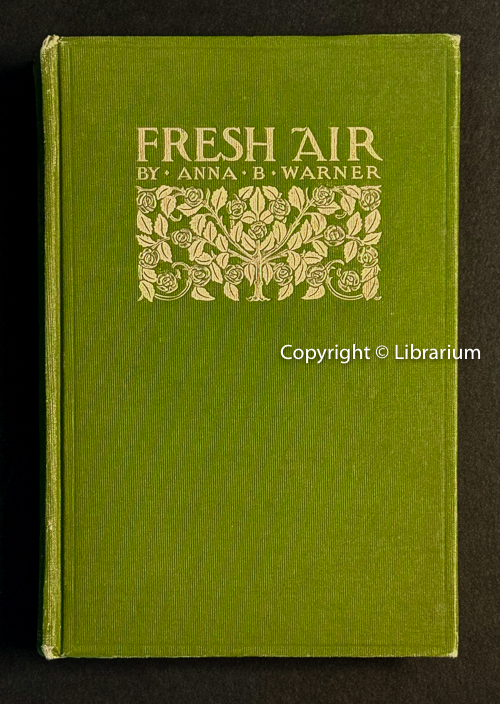 FRESH AIR
BY · ANNA · B · WARNER
Copyright © Librarium